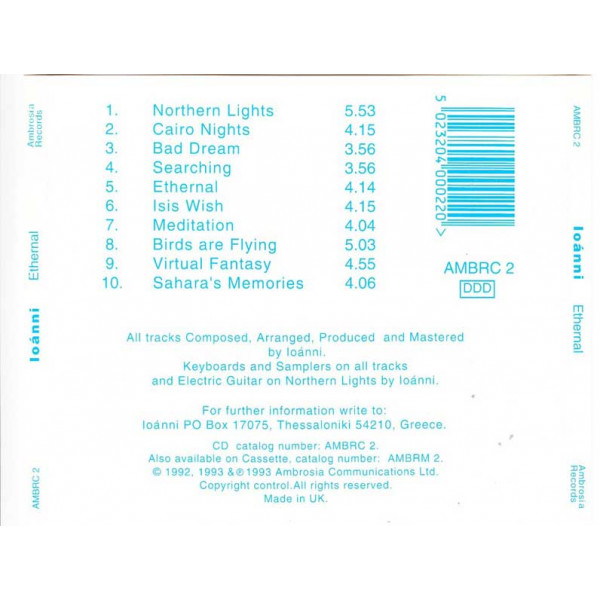 Ambrosia
Records
Ethernal
Ioánni
AMBRC 2
1. Northern Lights 5.53
2. Cairo Nights 4.15
3. Bad Dream 3.56
4. Searching 3.56
5. Ethernal 4.14
6. Isis Wish 4.15
7. Meditation 4.04
8. Birds are Flying 5.03
9. Virtual Fantasy 4.55
10. Sahara's Memories 4.06
5 023204 000220 >
AMBRC 2
DDD
All tracks Composed, Arranged, Produced and Mastered
by Ioánni.
Keyboards and Samplers on all tracks
and Electric Guitar on Northern Lights by Ioánni.
For further information write to:
Ioánni PO Box 17075, Thessaloniki 54210, Greece.
CD catalog number: AMBRC 2.
Also available on Cassette, catalog number: AMBRM 2.
© 1992, 1993 &℗1993 Ambrosia Communications Ltd.
Copyright control.All rights reserved.
Made in UK.
AMBRC 2
Ioánni
Ethernal
Ambrosia
Records